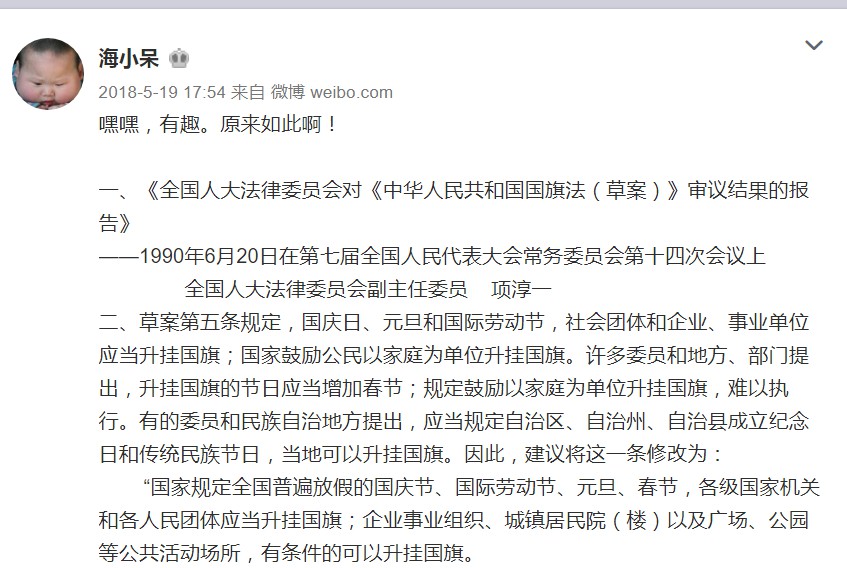 海小呆
2018-5-19 17:54 来自 微博 weibo.com
嘿嘿，有趣。原来如此啊！
一、《全国人大法律委员会对《中华人民共和国国旗法（草案）》审议结果的报
告》
——1990年6月20日在第七届全国人民代表大会常务委员会第十四次会议上
全国人大法律委员会副主任委员 项淳一
二、草案第五条规定，国庆日、元旦和国际劳动节，社会团体和企业、事业单位
应当升挂国旗；国家鼓励公民以家庭为单位升挂国旗。许多委员和地方、部门提
出，升挂国旗的节日应当增加春节；规定鼓励以家庭为单位升挂国旗，难以执
行。有的委员和民族自治地方提出，应当规定自治区、自治州、自治县成立纪念
日和传统民族节日，当地可以升挂国旗。因此，建议将这一条修改为：
“国家规定全国普遍放假的国庆节、国际劳动节、元旦、春节，各级国家机关
和各人民团体应当升挂国旗；企业事业组织、城镇居民院（楼）以及广场、公园
等公共活动场所，有条件的可以升挂国旗。